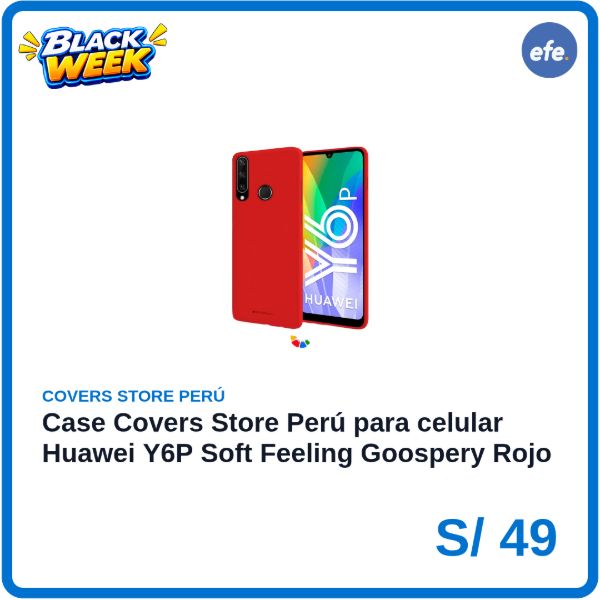 BLACK
WEEK
efe.
Y6P
HUAWEI
COVERS STORE PERÚ
Case Covers Store Perú para celular
Huawei Y6P Soft Feeling Goospery Rojo
S/ 49